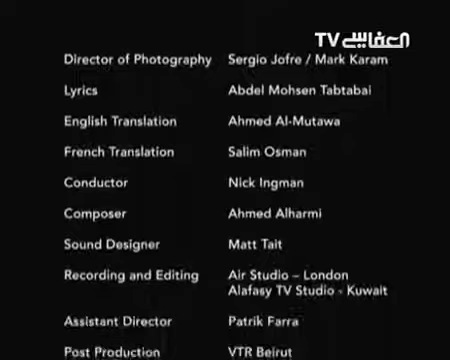 العفاسي TV
Director of Photography Sergio Jofre / Mark Karam
Lyrics Abdel Mohsen Tabtabai
English Translation Ahmed Al-Mutawa
French Translation Salim Osman
Conductor Nick Ingman
Composer Ahmed Alharmi
Sound Designer Matt Tait
Recording and Editing Air Studio – London
Alafasy TV Studio - Kuwait
Assistant Director Patrik Farra
Post Production VTR Beirut